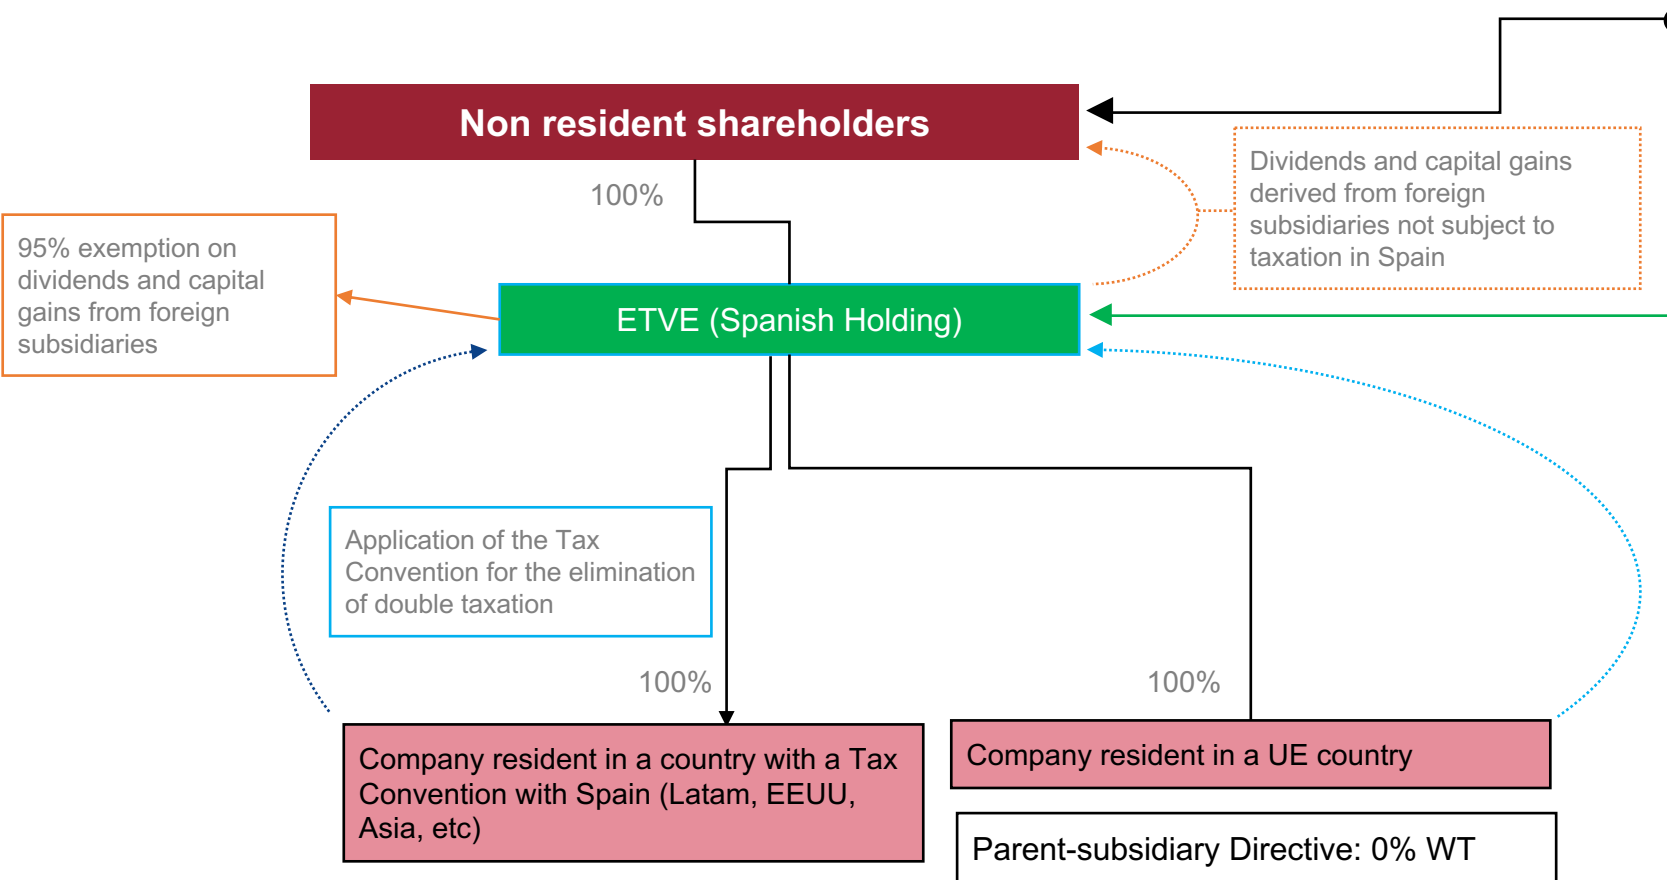 Non resident shareholders
100%
Dividends and capital gains
derived from foreign
subsidiaries not subject to
taxation in Spain
95% exemption on
dividends and capital
gains from foreign
subsidiaries
ETVE (Spanish Holding)
Application of the Tax
Convention for the elimination
of double taxation
100%
100%
Company resident in a country with a Tax
Convention with Spain (Latam, EEUU,
Asia, etc)
Company resident in a UE country
Parent-subsidiary Directive: 0% WT